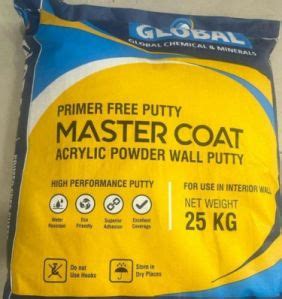 GLOBAL
GLOBAL CHEMICAL & MINERALS
PRIMER FREE PUTTY
MASTER COAT
ACRYLIC POWDER WALL PUTTY
HIGH PERFORMANCE PUTTY
Water Resistant
Eco Friendly
Superior Adhesion
Excellent Coverage
FOR USE IN INTERIOR WALL
NET WEIGHT
25 KG
Do not Use Hooks
Store in Dry Places